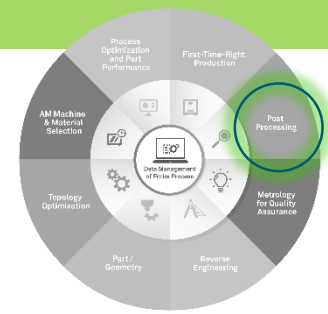 Process
Optimization
and Part
Performance
First-Time-Right
Production
AM Machine
& Material
Selection
Post
Processing
Data Management
of Entire Process
Topology
Optimization
Metrology
for Quality
Assurance
Part /
Geometry
Reverse
Engineering